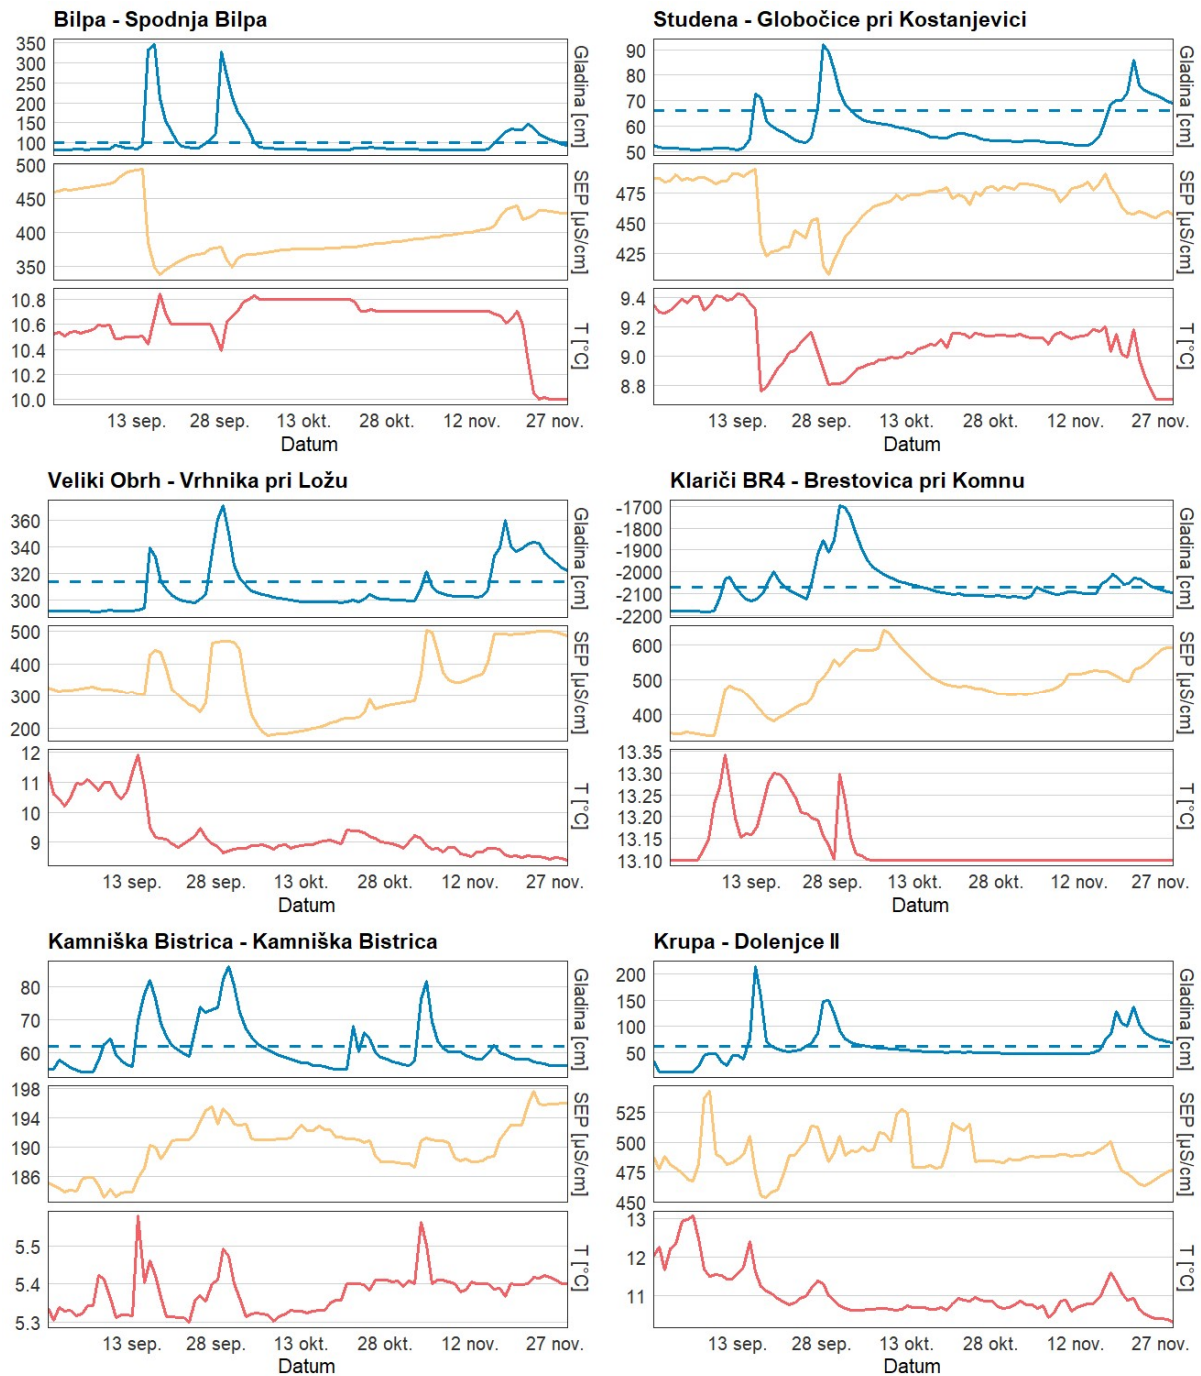 Bilpa - Spodnja Bilpa
350
300
250
200
150
100
Gladina [cm]
500
450
400
350
SEP [µS/cm]
10.8
10.6
10.4
10.2
10.0
T [°C]
13 sep. 28 sep. 13 okt. 28 okt. 12 nov. 27 nov.
Datum
Studena - Globočice pri Kostanjevici
90
80
70
60
50
Gladina [cm]
475
450
425
SEP [µS/cm]
9.4
9.2
9.0
8.8
T [°C]
13 sep. 28 sep. 13 okt. 28 okt. 12 nov. 27 nov.
Datum
Veliki Obrh - Vrhnika pri Ložu
360
340
320
300
Gladina [cm]
500
400
300
200
SEP [µS/cm]
12
11
10
9
T [°C]
13 sep. 28 sep. 13 okt. 28 okt. 12 nov. 27 nov.
Datum
Klariči BR4 - Brestovica pri Komnu
-1700
-1800
-1900
-2000
-2100
-2200
Gladina [cm]
600
400
SEP [µS/cm]
13.35
13.30
13.25
13.20
13.15
13.10
T [°C]
13 sep. 28 sep. 13 okt. 28 okt. 12 nov. 27 nov.
Datum
Kamniška Bistrica - Kamniška Bistrica
80
70
60
Gladina [cm]
198
194
190
186
SEP [µS/cm]
5.5
5.4
5.3
T [°C]
13 sep. 28 sep. 13 okt. 28 okt. 12 nov. 27 nov.
Datum
Krupa - Dolenjce II
200
150
100
50
Gladina [cm]
525
500
475
450
SEP [µS/cm]
13
12
11
T [°C]
13 sep. 28 sep. 13 okt. 28 okt. 12 nov. 27 nov.
Datum